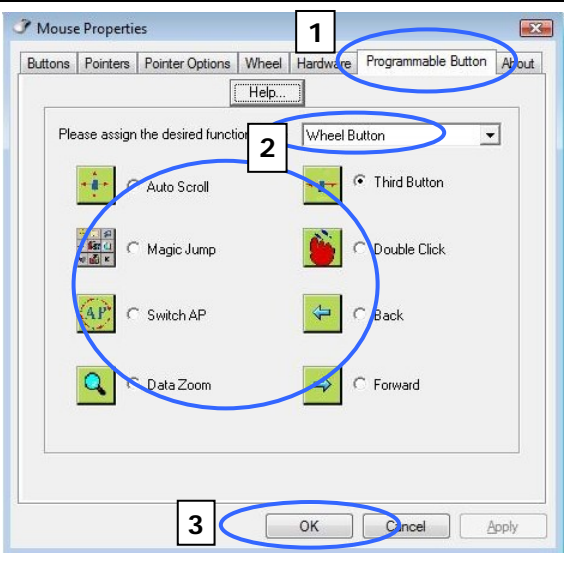 Mouse Properties
1
Buttons Pointers Pointer Options Wheel Hardware Programmable Button About
Help...
Please assign the desired functio
2
Wheel Button
Auto Scroll
Third Button
Magic Jump
Double Click
AP
Switch AP
Back
Data Zoom
Forward
3
OK Cancel Apply